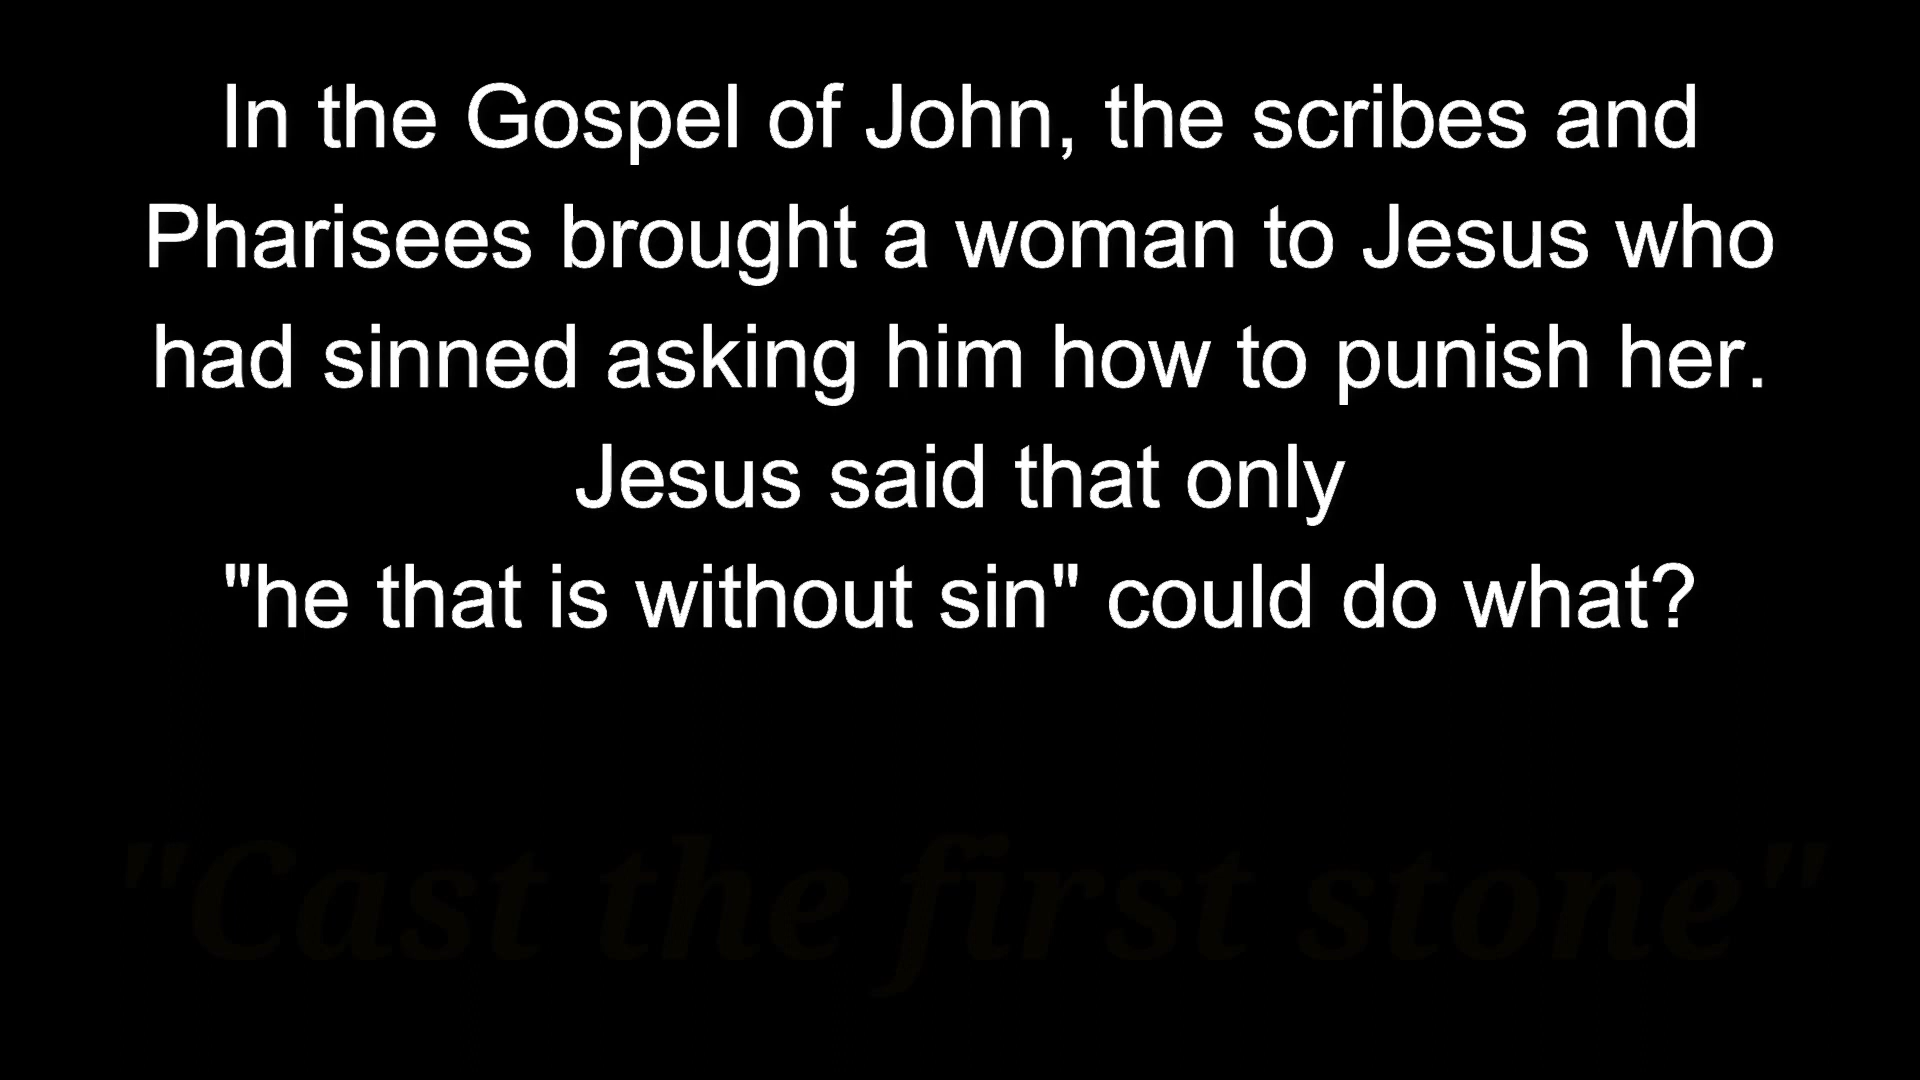 In the Gospel of John, the scribes and
Pharisees brought a woman to Jesus who
had sinned asking him how to punish her.
Jesus said that only
"he that is without sin" could do what?
"Cast the first stone"